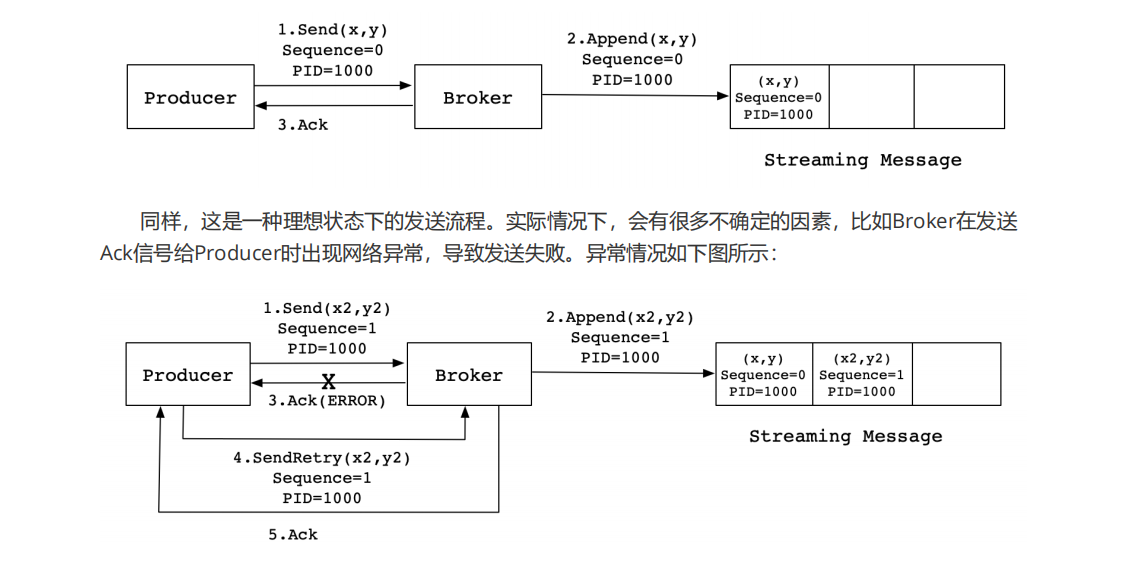 1.Send(x,y)
Sequence=0
PID=1000
2.Append(x,y)
Sequence=0
PID=1000
Producer
Broker
(x,y)
Sequence=0
PID=1000
3.Ack
Streaming Message
同样，这是一种理想状态下的发送流程。实际情况下，会有很多不确定的因素，比如Broker在发送
Ack信号给Producer时出现网络异常，导致发送失败。异常情况如下图所示：
1.Send(x2,y2)
Sequence=1
PID=1000
2.Append(x2,y2)
Sequence=1
PID=1000
Producer
X
Broker
(x,y)
Sequence=0
PID=1000
(x2,y2)
Sequence=1
PID=1000
3.Ack(ERROR)
Streaming Message
4.SendRetry(x2,y2)
Sequence=1
PID=1000
5.Ack